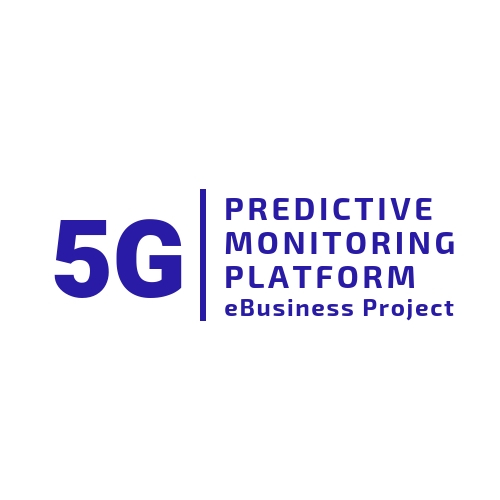 5G
PREDICTIVE
MONITORING
PLATFORM
eBusiness Project